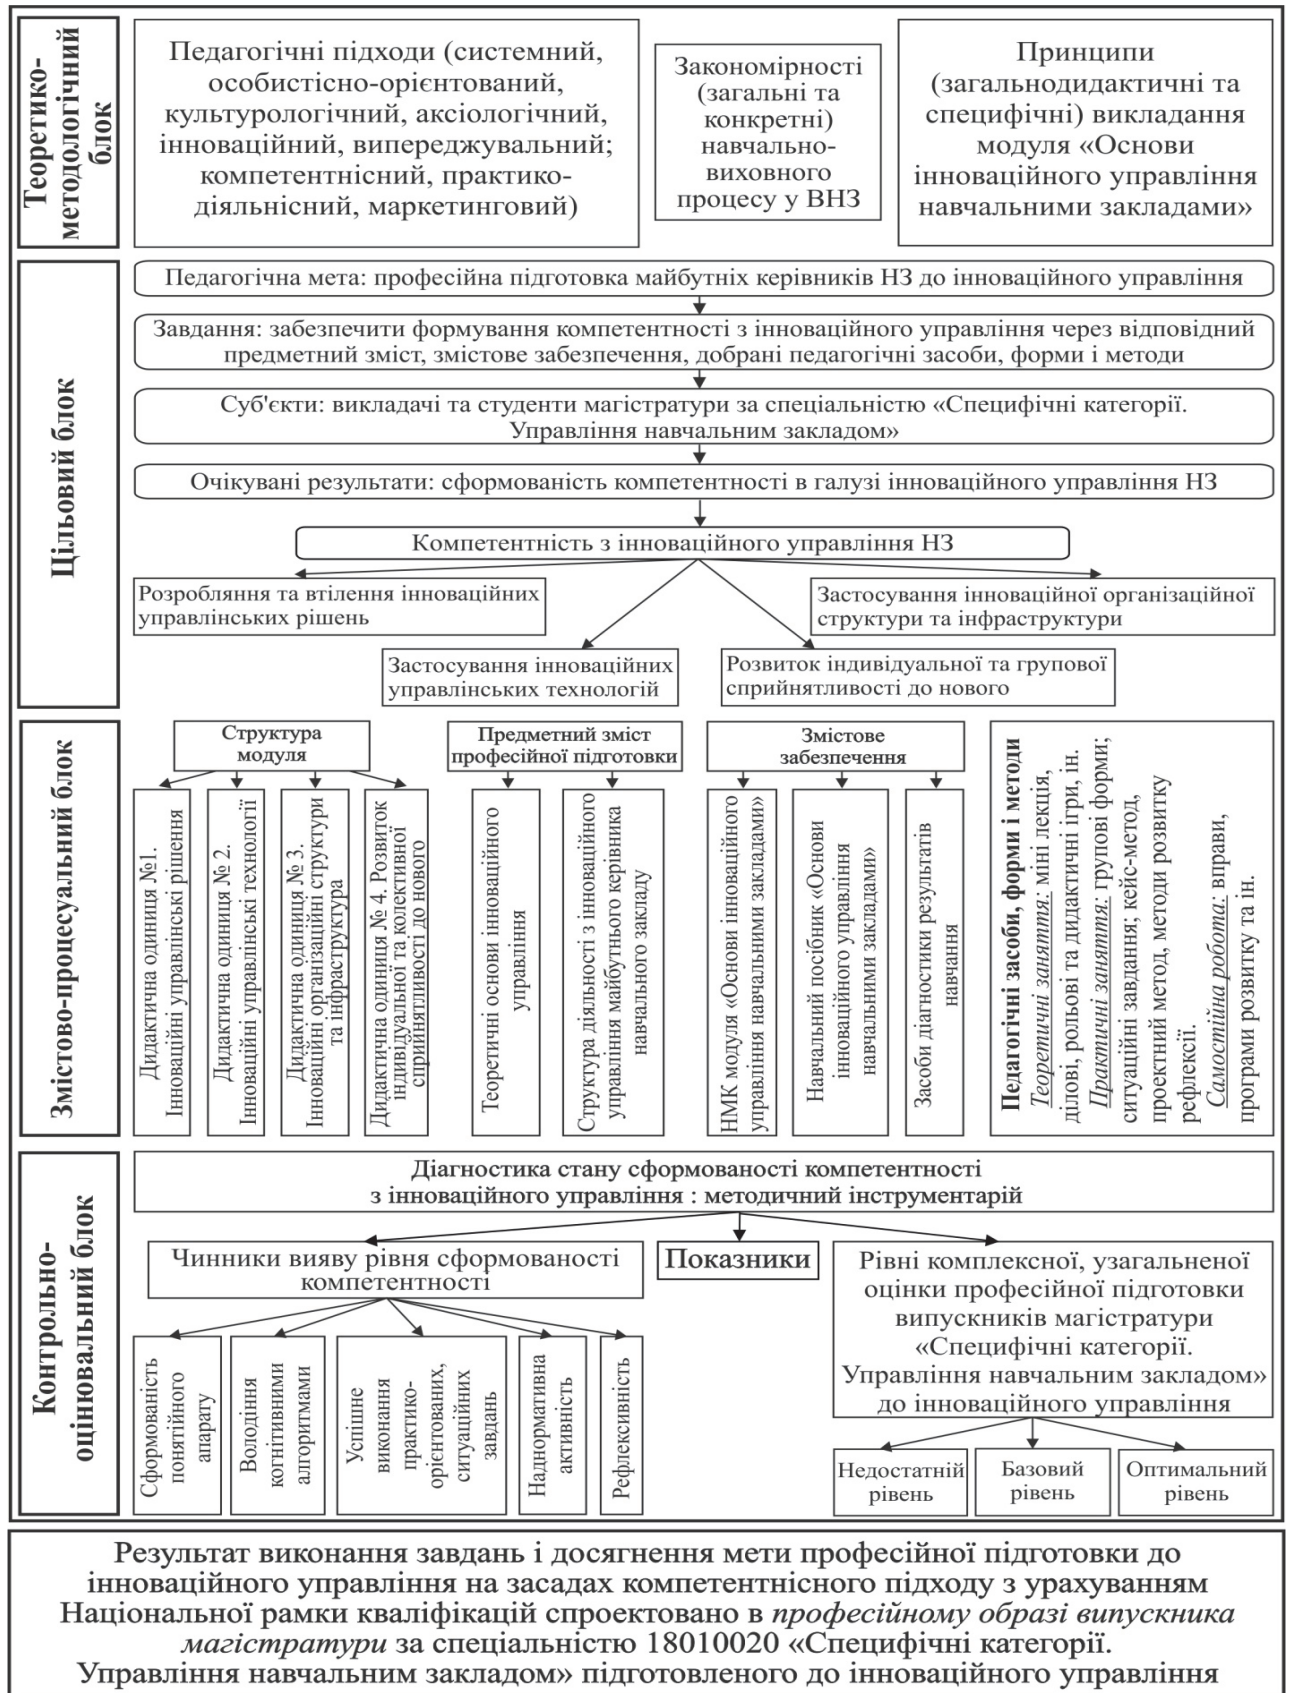 Теоретико-
методологічний
блок
Педагогічні підходи (системний,
особистісно-орієнтований,
культурологічний, аксіологічний,
інноваційний, випереджувальний;
компетентнісний, практико-
діяльнісний, маркетинговий)
Закономірності
(загальні та
конкретні)
навчально-
виховного
процесу у ВНЗ
Принципи
(загальнодидактичні та
специфічні) викладання
модуля «Основи
інноваційного управління
навчальними закладами»
Цільовий блок
Педагогічна мета: професійна підготовка майбутніх керівників НЗ до інноваційного управління
Завдання: забезпечити формування компетентності з інноваційного управління через відповідний
предметний зміст, змістове забезпечення, добрані педагогічні засоби, форми і методи
Суб'єкти: викладачі та студенти магістратури за спеціальністю «Специфічні категорії.
Управління навчальним закладом»
Очікувані результати: сформованість компетентності в галузі інноваційного управління НЗ
Компетентність з інноваційного управління НЗ
Розробляння та втілення інноваційних
управлінських рішень
Застосування інноваційної організаційної
структури та інфраструктури
Застосування інноваційних
управлінських технологій
Розвиток індивідуальної та групової
сприйнятливості до нового
Змістово-процесуальний блок
Структура
модуля
Дидактична одиниця №1.
Інноваційні управлінські рішення
Дидакти-чна одиниця № 2.
Інноваційні управлінські технології
Дидактична одиниця № 3.
Інноваційні організаційні структури
та інфраструктура
Дидактична одиниця № 4. Розвиток
індивідуальної та колективної
сприйнятливості до нового
Предметний зміст
професійної підготовки
Теоретичні основи інноваційного
управління
Структура діяльності з інноваційного
управління майбутнього керівника
навчального закладу
Змістове
забезпечення
НМК модуля «Основи інноваційного
управління навчальними закладами»
Навчальний посібник «Основи
інноваційного управління
навчальними закладами»
Засоби діагностики результатів
навчання
Педагогічні засоби, форми і методи
Теоретичні заняття: міні лекція,
ділові, рольові та дидактичні ігри, ін.
Практичні заняття: групові форми;
ситуаційні завдання; кейс-метод,
проектний метод, методи розвитку
рефлексії.
Самостійна робота: вправи,
програми розвитку та ін.
Контрольно-
оцінювальний блок
Діагностика стану сформованості компетентності
з інноваційного управління : методичний інструментарій
Чинники вияву рівня сформованості
компетентності
Показники
Рівні комплексної, узагальненої
оцінки професійної підготовки
випускників магістратури
«Специфічні категорії.
Управління навчальним закладом»
до інноваційного управління
Сформованість
понятійного
апарату
Володіння
когнітивними
алгоритмами
Успішне
виконання
практико-
орієнтованих,
ситуаційних
завдань
Наднормативна
активність
Рефлексивність
Недостатній
рівень
Базовий
рівень
Оптимальний
рівень
Результат виконання завдань і досягнення мети професійної підготовки до
інноваційного управління на засадах компетентнісного підходу з урахуванням
Національної рамки кваліфікацій спроектовано в професійному образі випускника
магістратури за спеціальністю 18010020 «Специфічні категорії.
Управління навчальним закладом» підготовленого до інноваційного управління